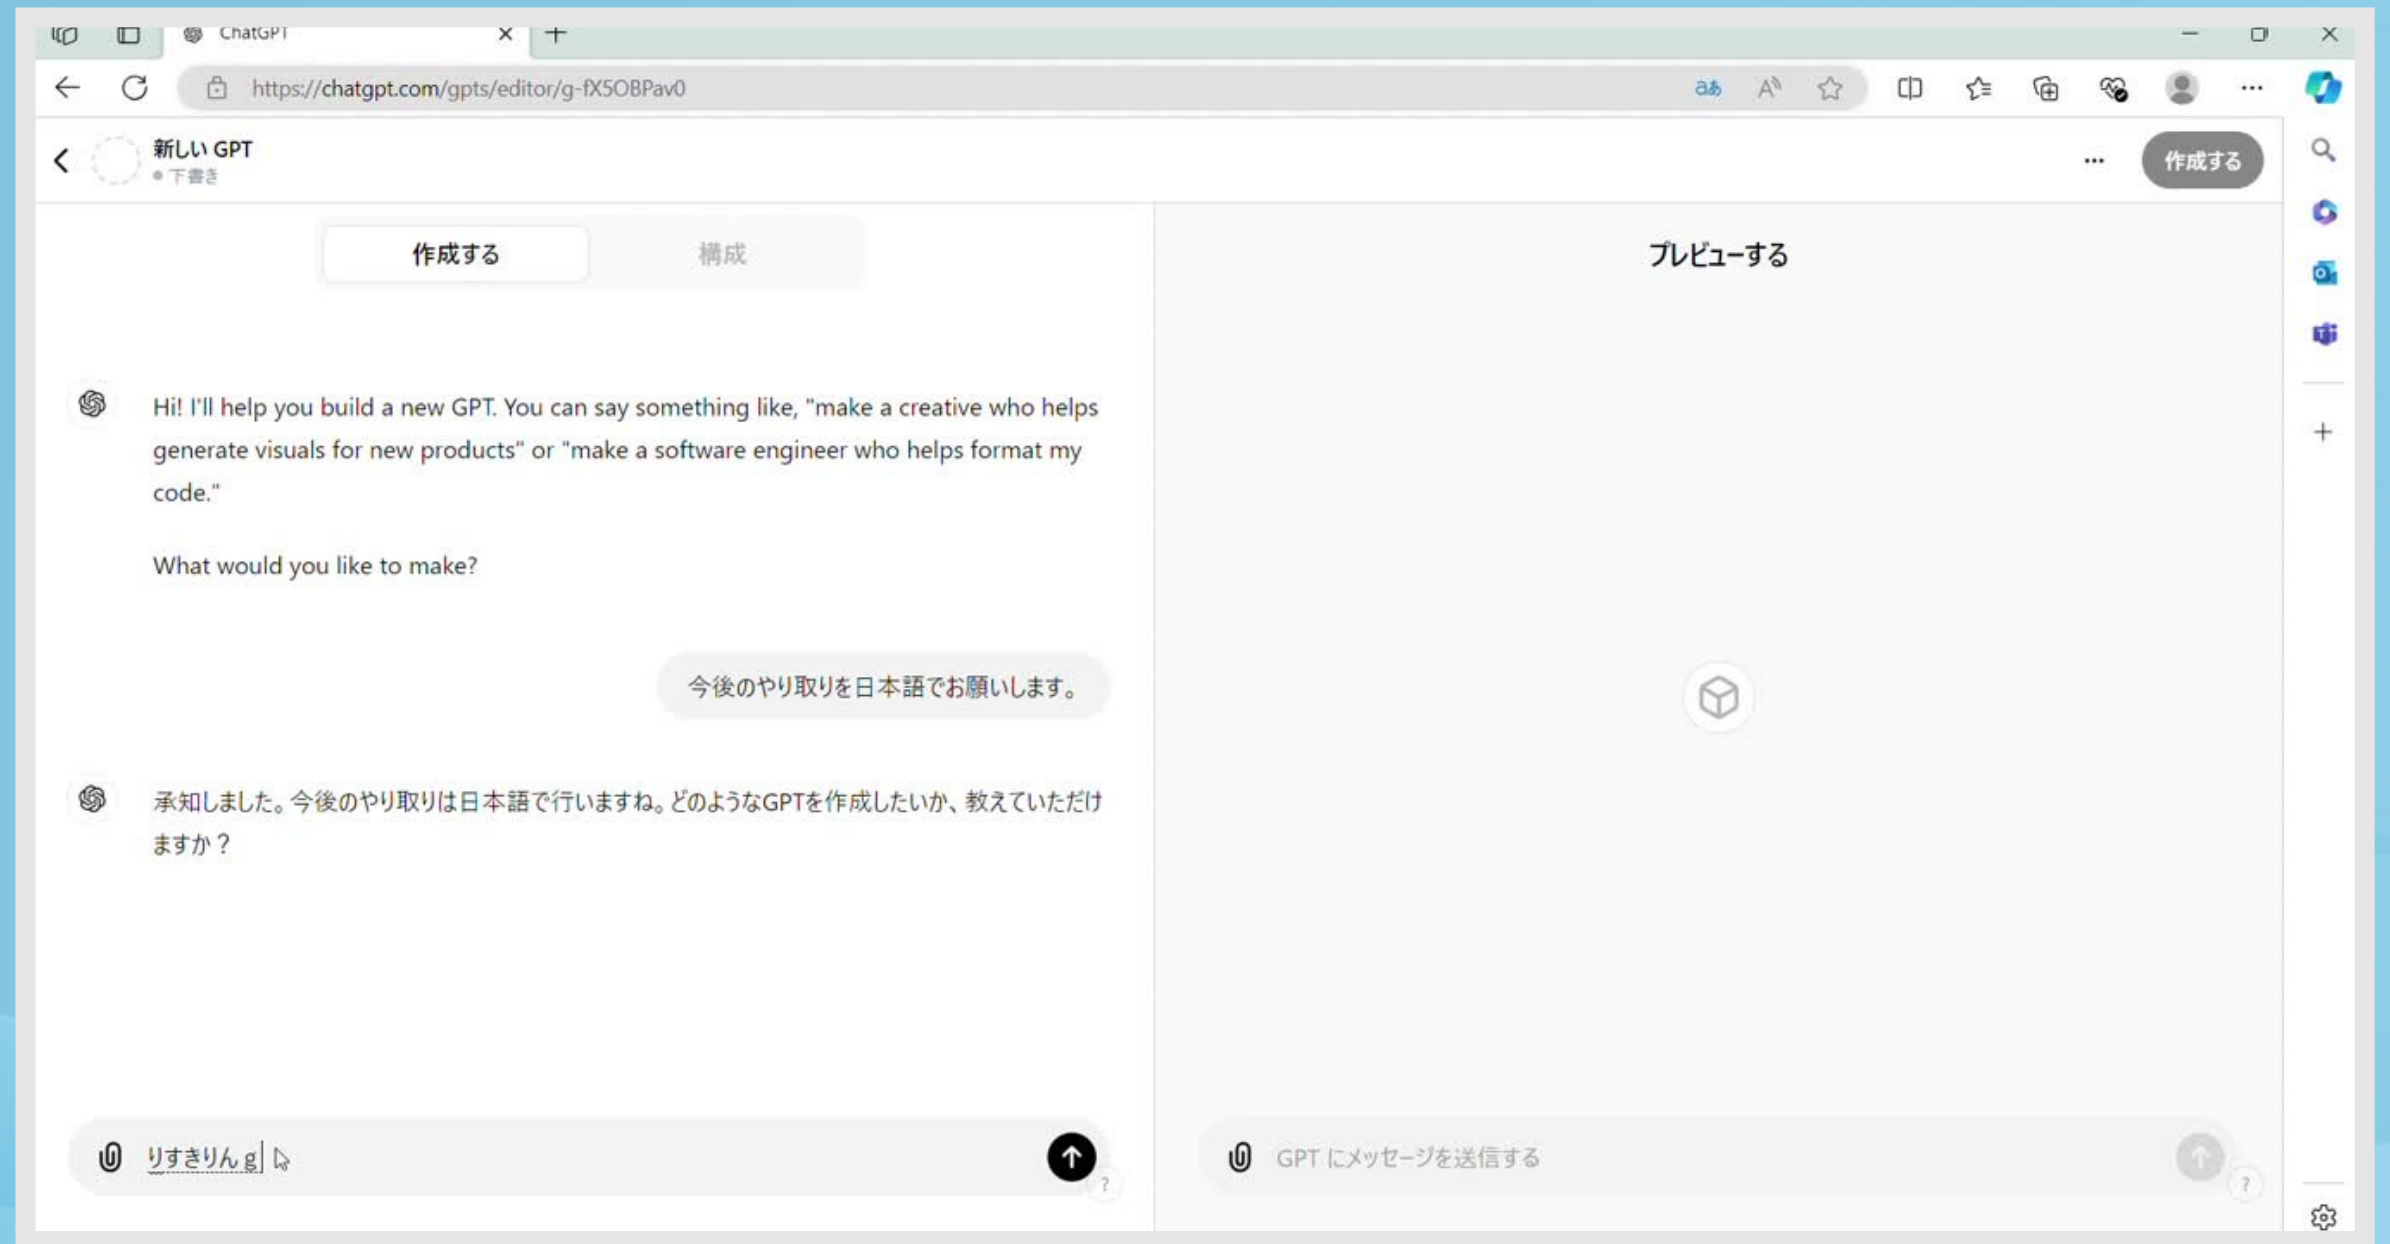 ChatGPT
https://chatgpt.com/gpts/editor/g-fX5OBPav0
aあ
新しい GPT
下書き
作成する
作成する
構成
プレビューする
Hi! I'll help you build a new GPT. You can say something like, "make a creative who helps
generate visuals for new products" or "make a software engineer who helps format my
code."
What would you like to make?
今後のやり取りを日本語でお願いします。
承知しました。今後のやり取りは日本語で行いますね。どのようなGPTを作成したいか、教えていただけ
ますか？
りすきりんg
?
GPT にメッセージを送信する
?